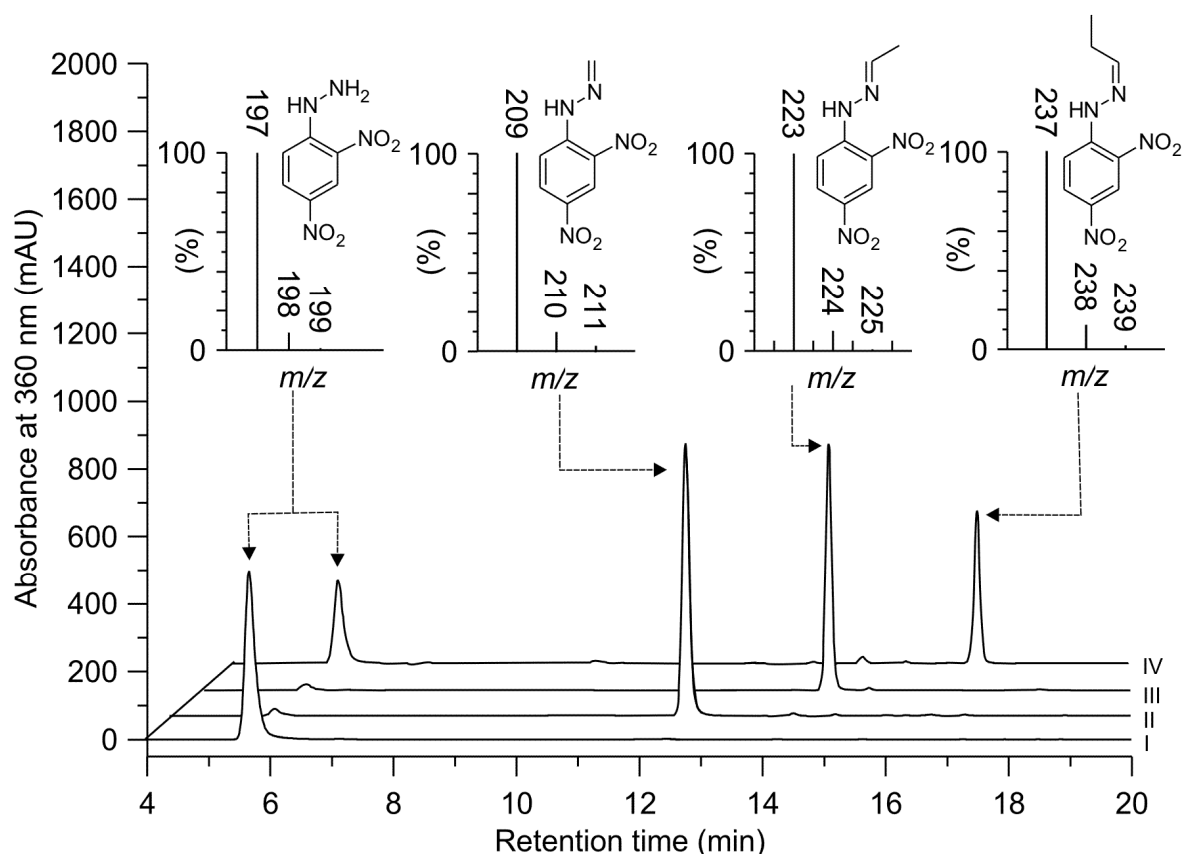 2000
1800
1600
1400
1200
1000
800
600
400
200
0
Absorbance at 360 nm (mAU)
4
6
8
10
12
14
16
18
20
Retention time (min)
100
0
(%)
197
198
199
m/z
HN
NH2
NO2
NO2
100
0
(%)
209
210
211
m/z
N
HN
NO2
NO2
100
0
(%)
223
224
225
m/z
N
HN
NO2
NO2
100
0
(%)
237
238
239
m/z
N
HN
NO2
NO2
IV
III
II
I